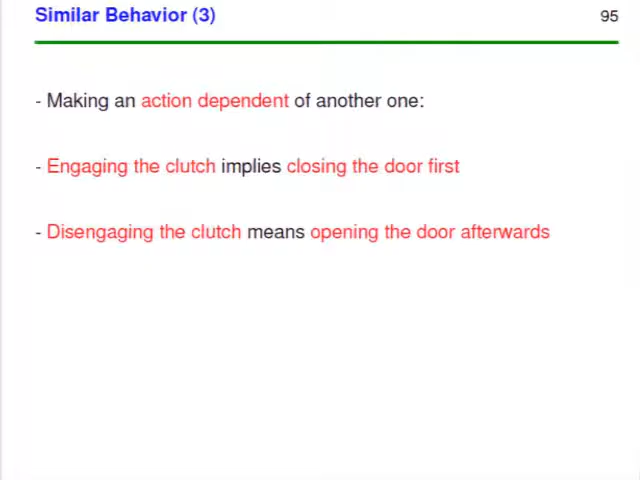 Similar Behavior (3)
95
- Making an action dependent of another one:
- Engaging the clutch implies closing the door first
- Disengaging the clutch means opening the door afterwards